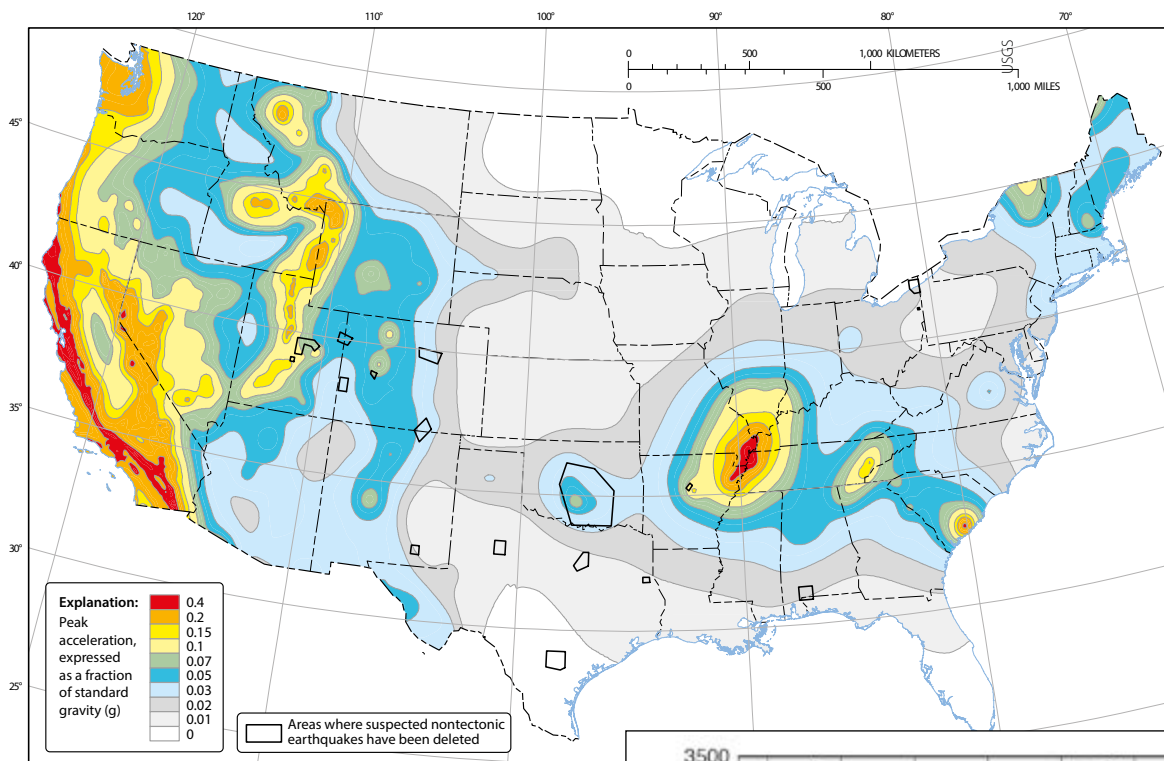 120°
110°
100°
90°
80°
70°
0
500
1,000 KILOMETERS
0
500
1,000 MILES
USGS
45°
40°
35°
30°
25°
Explanation:
Peak
acceleration,
expressed
as a fraction
of standard
gravity (g)
0.4
0.2
0.15
0.1
0.07
0.05
0.03
0.02
0.01
0
Areas where suspected nontectonic
earthquakes have been deleted
3500